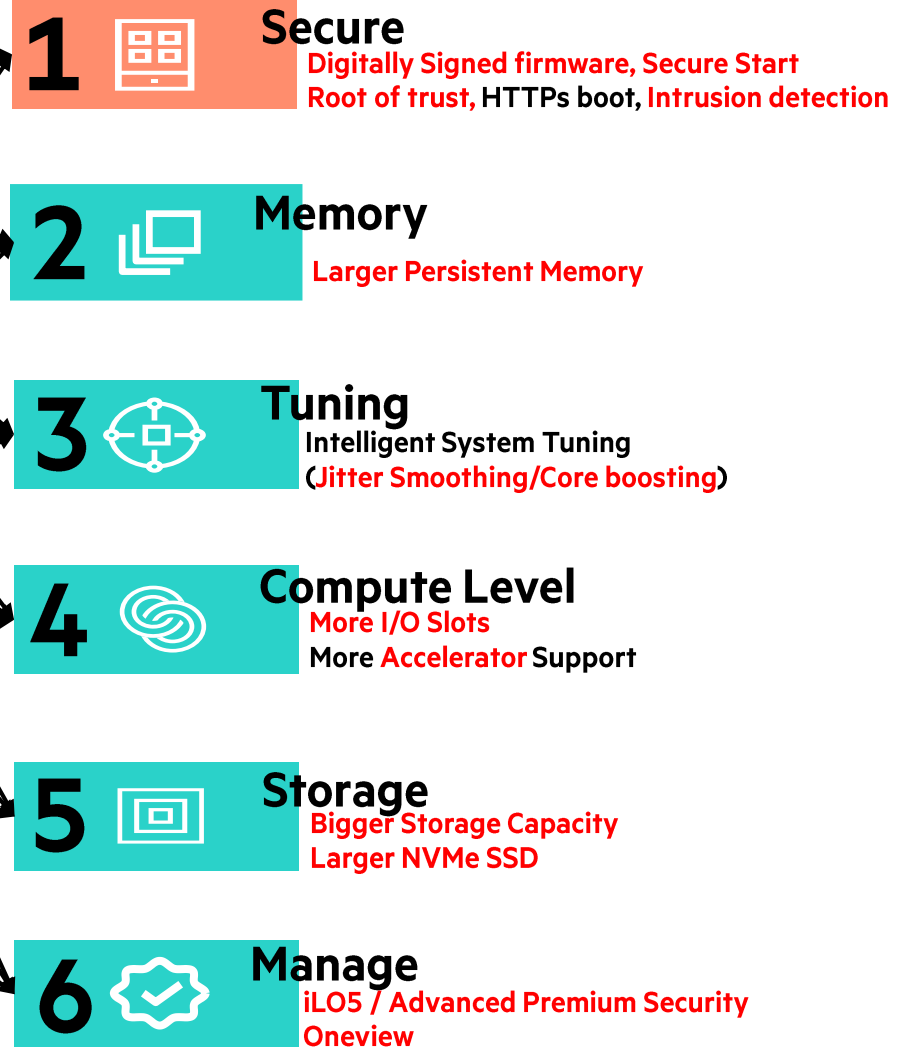 1
Secure
Digitally Signed firmware, Secure Start
Root of trust, HTTPs boot, Intrusion detection
2
Memory
Larger Persistent Memory
3
Tuning
Intelligent System Tuning
(Jitter Smoothing/Core boosting)
4
Compute Level
More I/O Slots
More Accelerator Support
5
Storage
Bigger Storage Capacity
Larger NVMe SSD
6
Manage
iLO5 / Advanced Premium Security
Oneview